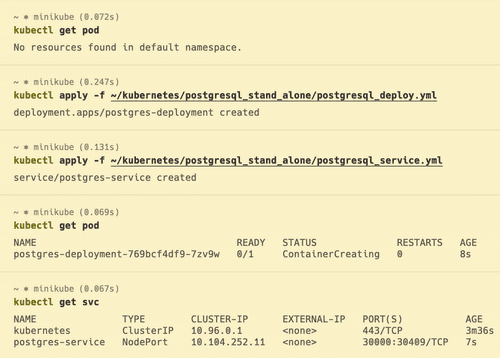 ~ ✱ minikube (0.072s)
kubectl get pod
No resources found in default namespace.
~ ✱ minikube (0.247s)
kubectl apply -f ~/kubernetes/postgresql_stand_alone/postgresql_deploy.yml
deployment.apps/postgres-deployment created
~ ✱ minikube (0.131s)
kubectl apply -f ~/kubernetes/postgresql_stand_alone/postgresql_service.yml
service/postgres-service created
~ ✱ minikube (0.069s)
kubectl get pod
NAME READY STATUS RESTARTS AGE
postgres-deployment-769bcf4df9-7zv9w 0/1 ContainerCreating 0 8s
~ ✱ minikube (0.067s)
kubectl get svc
NAME TYPE CLUSTER-IP EXTERNAL-IP PORT(S) AGE
kubernetes ClusterIP 10.96.0.1 <none> 443/TCP 3m36s
postgres-service NodePort 10.104.252.11 <none> 30000:30409/TCP 7s